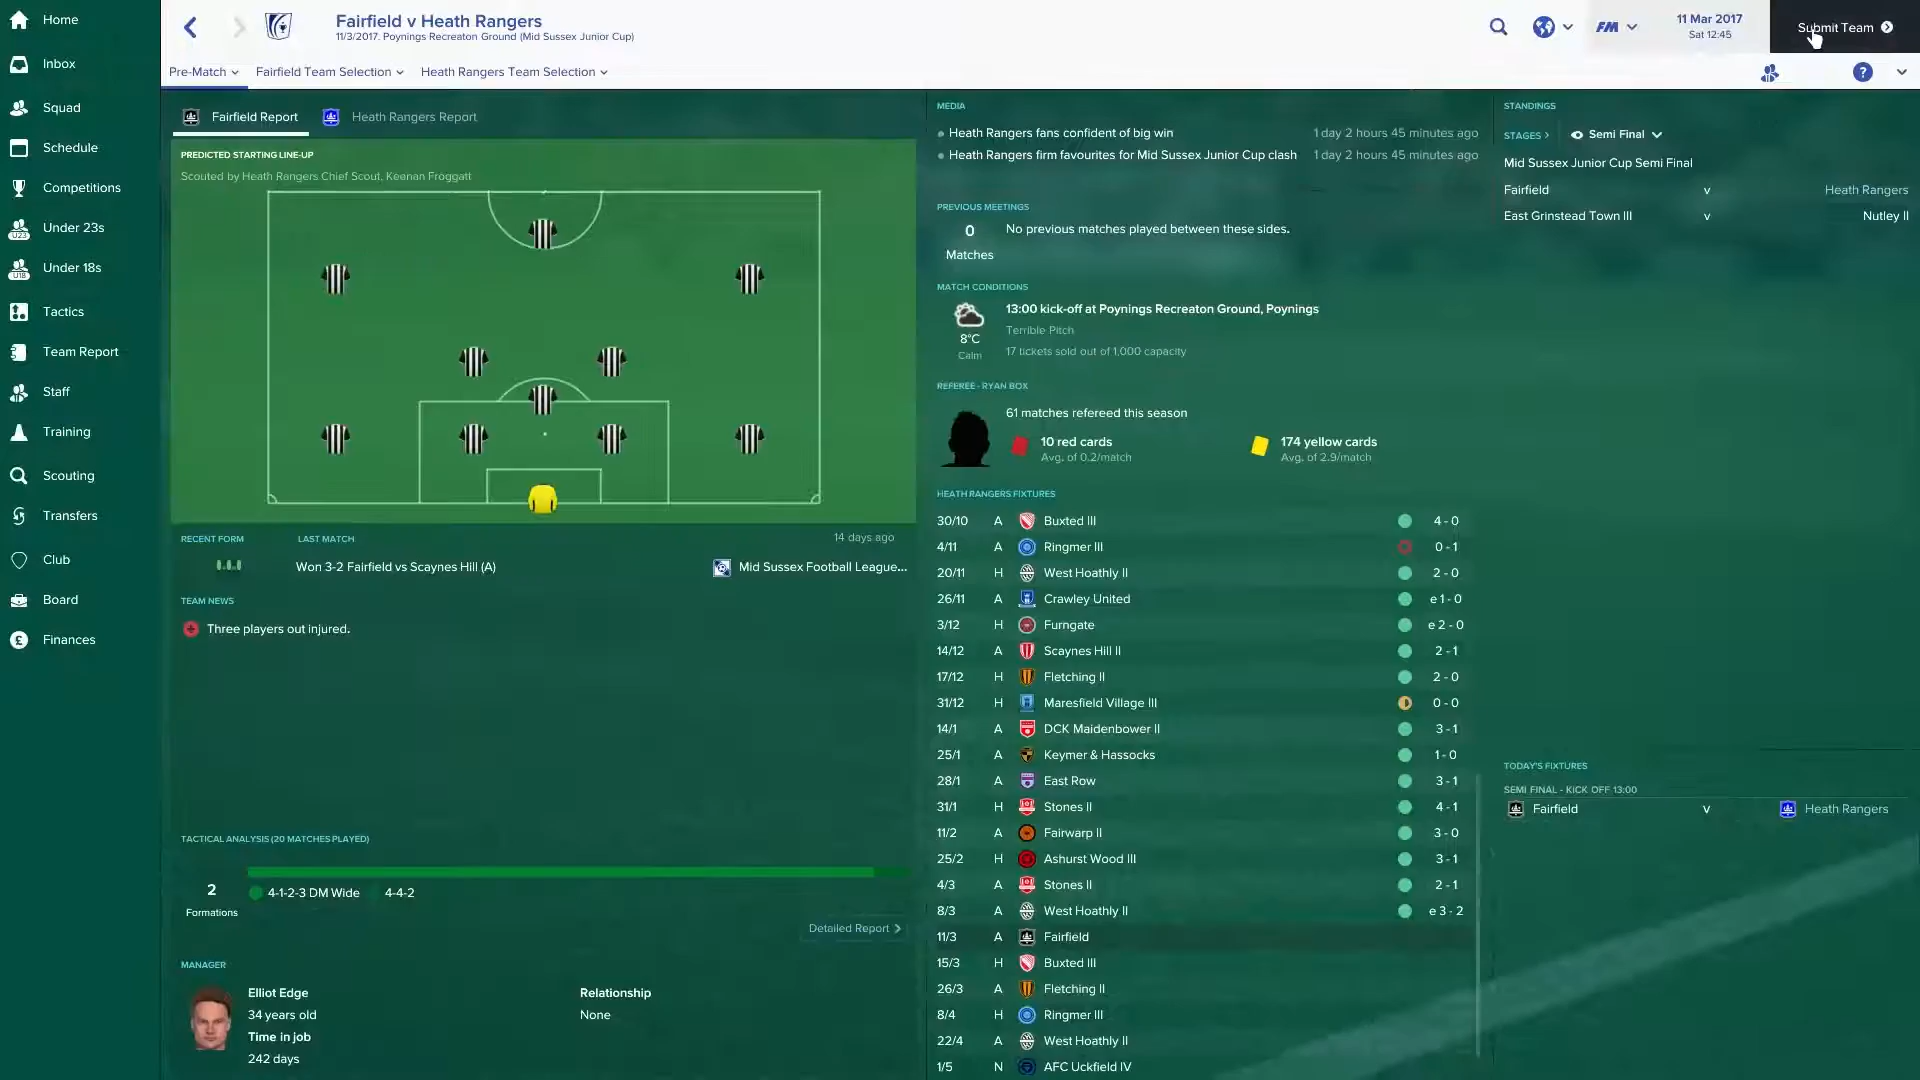 Home
Inbox
Squad
Schedule
Competitions
U23
Under 23s
U18
Under 18s
Tactics
Team Report
Staff
Training
Scouting
Transfers
Club
Board
Finances
Fairfield v Heath Rangers
11/3/2017. Poynings Recreaton Ground (Mid Sussex Junior Cup)
FM
11 Mar 2017
Sat 12:45
Submit Team
Pre-Match
Fairfield Team Selection
Heath Rangers Team Selection
?
Fairfield Report
Heath Rangers Report
PREDICTED STARTING LINE-UP
Scouted by Heath Rangers Chief Scout, Keenan Froggatt
RECENT FORM
LAST MATCH
14 days ago
Won 3-2 Fairfield vs Scaynes Hill (A)
Mid Sussex Football League...
TEAM NEWS
Three players out injured.
TACTICAL ANALYSIS (20 MATCHES PLAYED)
2
Formations
4-1-2-3 DM Wide
4-4-2
Detailed Report
MANAGER
Elliot Edge
34 years old
Time in job
242 days
Relationship
None
MEDIA
Heath Rangers fans confident of big win 1 day 2 hours 45 minutes ago
Heath Rangers firm favourites for Mid Sussex Junior Cup clash 1 day 2 hours 45 minutes ago
PREVIOUS MEETINGS
0
Matches
No previous matches played between these sides.
MATCH CONDITIONS
8°C
Calm
13:00 kick-off at Poynings Recreaton Ground, Poynings
Terrible Pitch
17 tickets sold out of 1,000 capacity
REFEREE - RYAN BOX
61 matches refereed this season
10 red cards
Avg. of 0.2/match
174 yellow cards
Avg. of 2.9/match
HEATH RANGERS FIXTURES
30/10 A Buxted III 4 - 0
4/11 A Ringmer III 0 - 1
20/11 H West Hoathly II 2 - 0
26/11 A Crawley United e 1 - 0
3/12 H Furngate e 2 - 0
14/12 A Scaynes Hill II 2 - 1
17/12 H Fletching II 2 - 0
31/12 H Maresfield Village III 0 - 0
14/1 A DCK Maidenbower II 3 - 1
25/1 A Keymer & Hassocks 1 - 0
28/1 A East Row 3 - 1
31/1 H Stones II 4 - 1
11/2 A Fairwarp II 3 - 0
25/2 H Ashurst Wood III 3 - 1
4/3 A Stones II 2 - 1
8/3 A West Hoathly II e 3 - 2
11/3 A Fairfield
15/3 H Buxted III
26/3 A Fletching II
8/4 H Ringmer III
22/4 A West Hoathly II
1/5 N AFC Uckfield IV
STANDINGS
STAGES
Semi Final
Mid Sussex Junior Cup Semi Final
Fairfield v Heath Rangers
East Grinstead Town III v Nutley II
TODAY'S FIXTURES
SEMI FINAL - KICK OFF 13:00
Fairfield v Heath Rangers